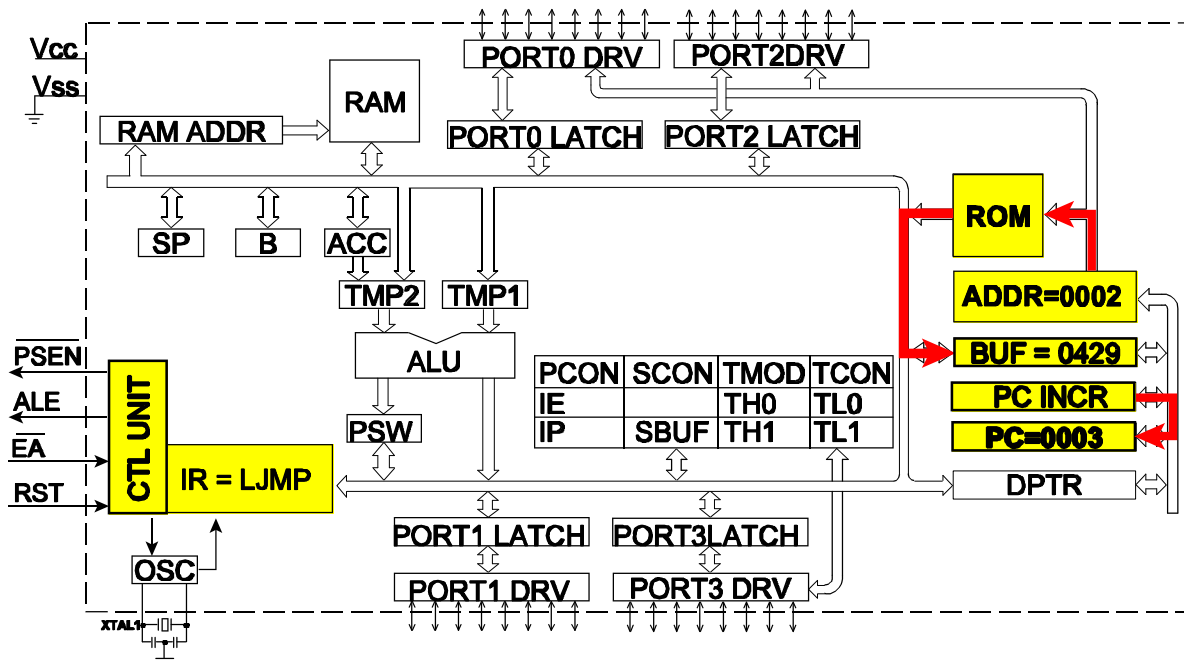 Vcc
Vss
PORT0 DRV
PORT2DRV
RAM
RAM ADDR
PORT0 LATCH
PORT2 LATCH
ROM
SP
B
ACC
TMP2
TMP1
ADDR=0002
ALU
BUF = 0429
PC INCR
PC=0003
DPTR
PCON SCON TMOD TCON
IE TH0 TL0
IP SBUF TH1 TL1
PSW
PSEN
ALE
EA
RST
CTL UNIT
IR = LJMP
PORT1 LATCH
PORT3LATCH
OSC
PORT1 DRV
PORT3 DRV
XTAL1